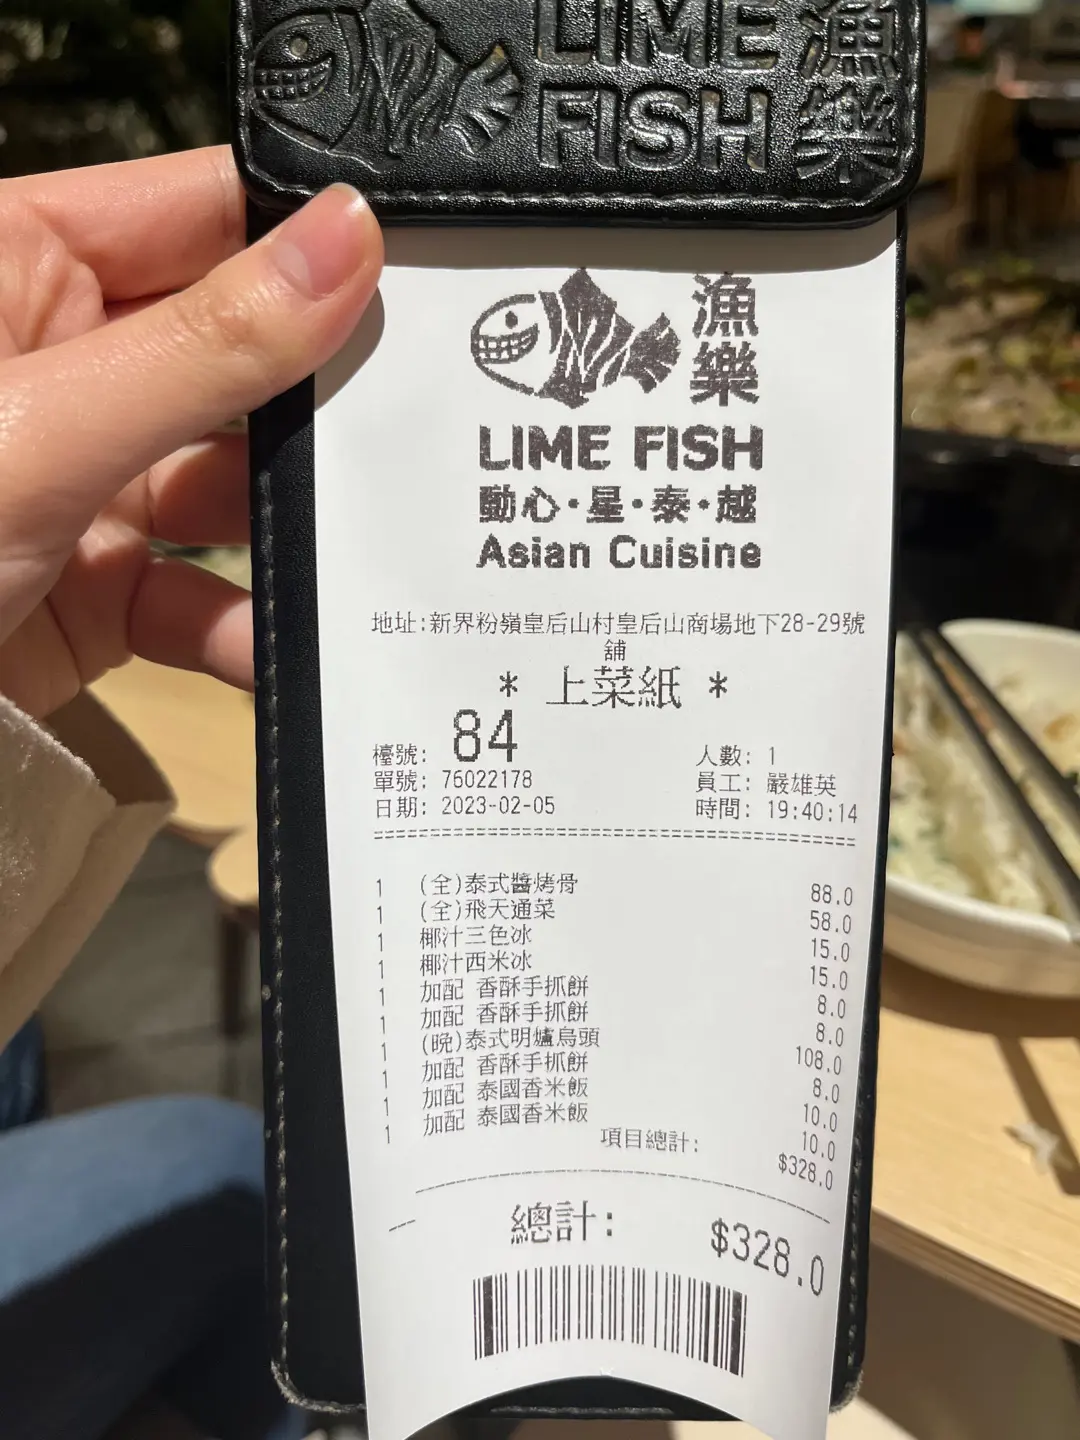 LIME 漁
FISH 樂
漁
樂
LIME FISH
動心·星·泰·越
Asian Cuisine
地址:新界粉嶺皇后山村皇后山商場地下28-29號
舖
* 上菜紙 *
檯號: 84 人數: 1
單號: 76022178 員工: 嚴雄英
日期: 2023-02-05 時間: 19:40:14
1 (全)泰式醬烤骨 88.0
1 (全)飛天通菜 58.0
1 椰汁三色冰 15.0
1 椰汁西米冰 15.0
1 加配 香酥手抓餅 8.0
1 加配 香酥手抓餅 8.0
1 (晚)泰式明爐烏頭 108.0
1 加配 香酥手抓餅 8.0
1 加配 泰國香米飯 10.0
1 加配 泰國香米飯 10.0
項目總計: $328.0
總計: $328.0